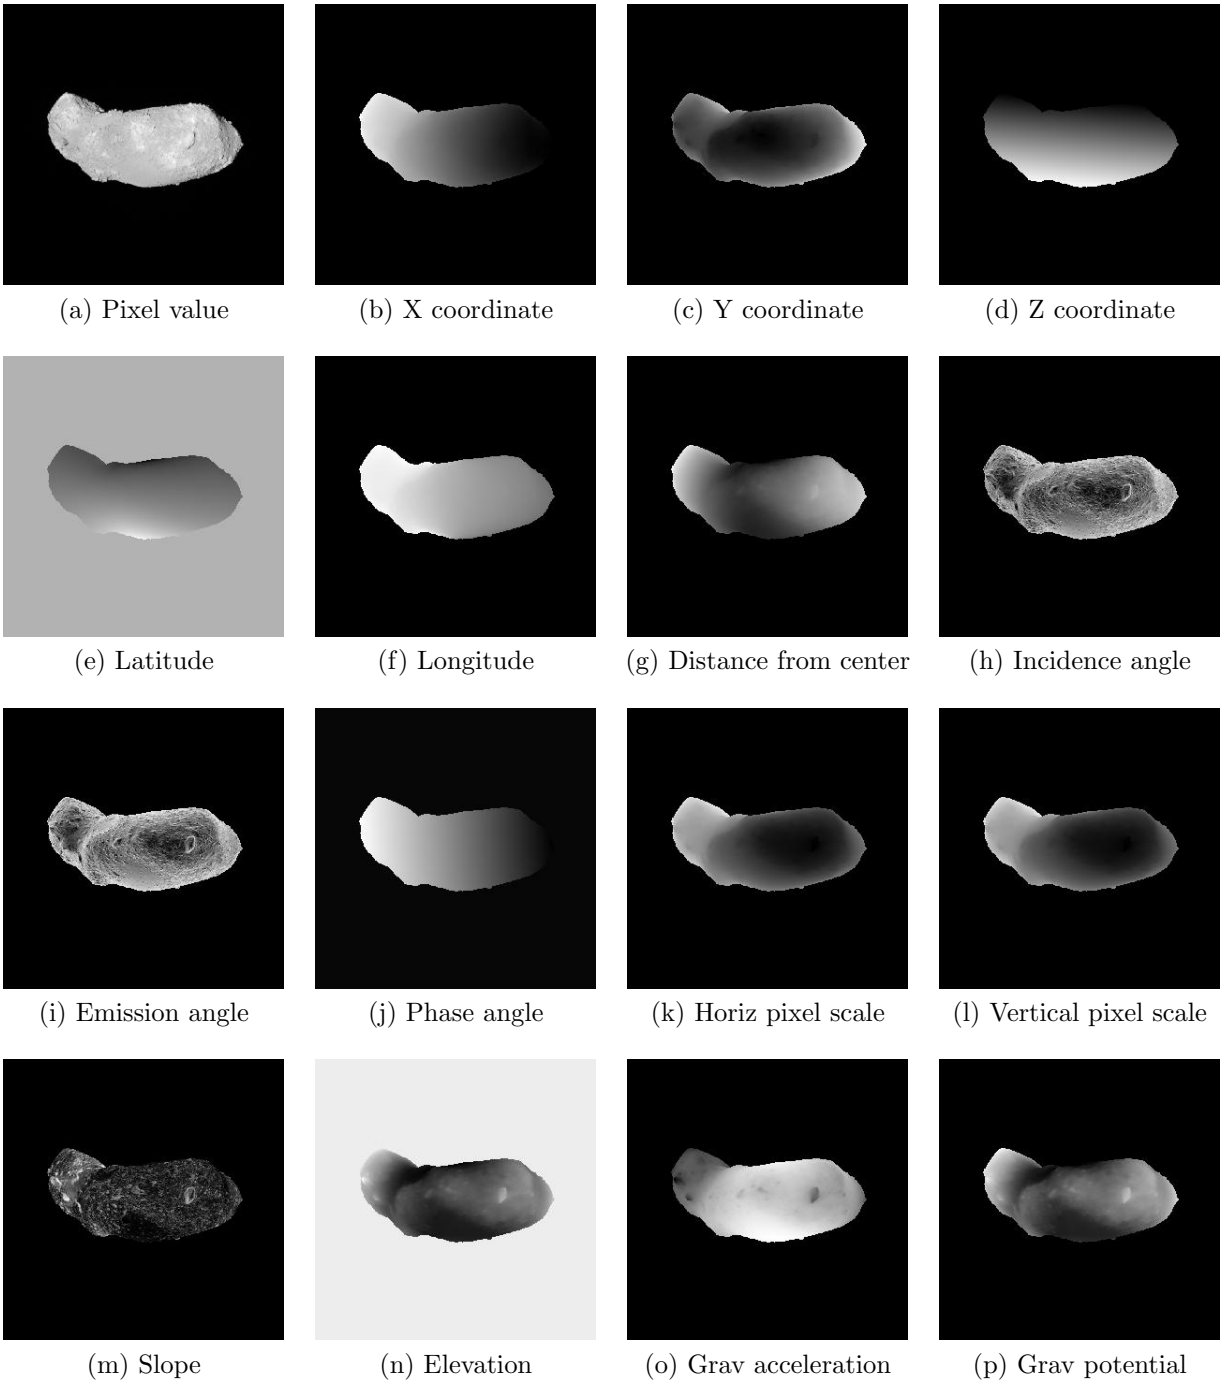 (a) Pixel value
(b) X coordinate
(c) Y coordinate
(d) Z coordinate
(e) Latitude
(f) Longitude
(g) Distance from center
(h) Incidence angle
(i) Emission angle
(j) Phase angle
(k) Horiz pixel scale
(l) Vertical pixel scale
(m) Slope
(n) Elevation
(o) Grav acceleration
(p) Grav potential